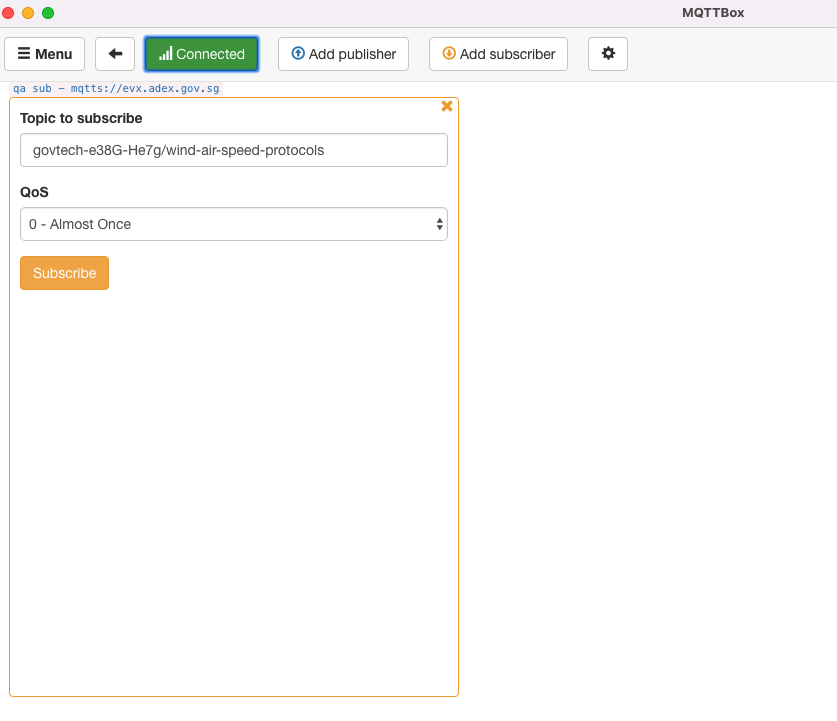 MQTTBox
Menu Connected Add publisher Add subscriber
qa sub - mqtts://evx.adex.gov.sg
Topic to subscribe
govtech-e38G-He7g/wind-air-speed-protocols
QoS
0 - Almost Once
Subscribe